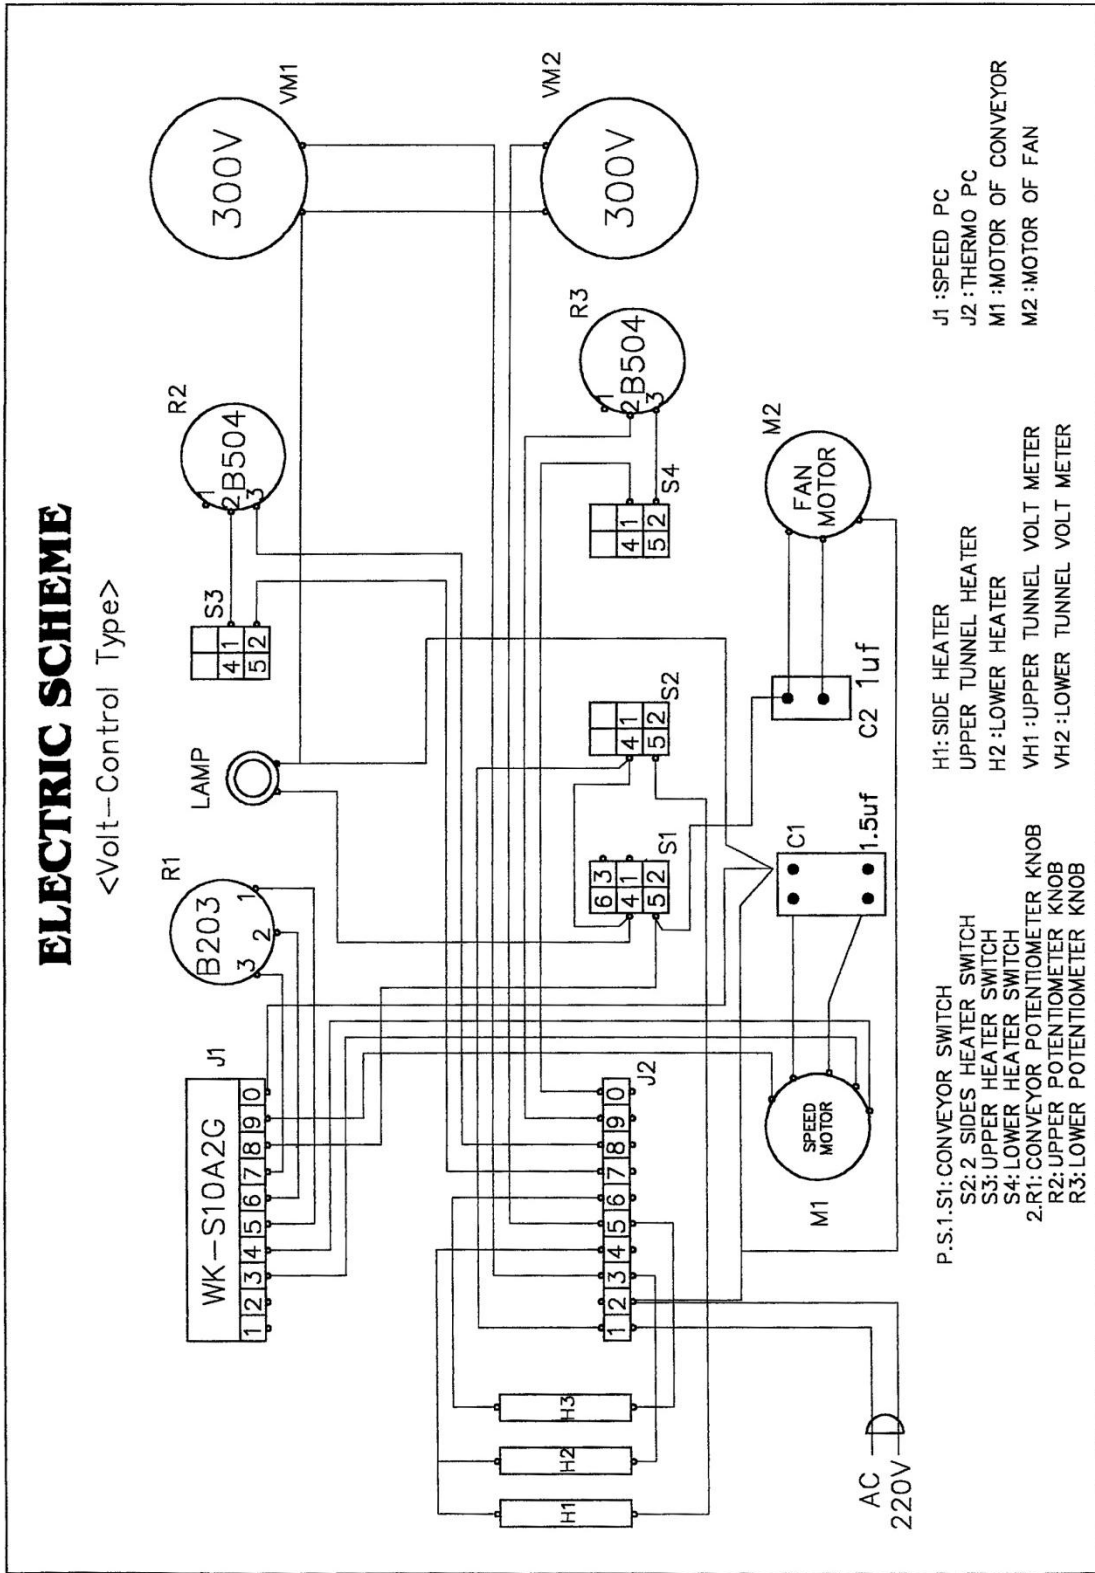 ELECTRIC SCHEME
<Volt-Control Type>
WK-S10A2G
J1
1 2 3 4 5 6 7 8 9 0
R1
B203
3 2 1
LAMP
S3
4 1
5 2
R2
B504
1
2
3
300V
VM1
H1
H2
H3
J2
1 2 3 4 5 6 7 8 9 0
S1
6 3
4 1
5 2
S2
4 1
5 2
S4
4 1
5 2
R3
B504
1
2
3
300V
VM2
AC
220V
M1
SPEED
MOTOR
C1
1.5uf
C2
1uf
M2
FAN
MOTOR
P.S.1.S1: CONVEYOR SWITCH
S2: 2 SIDES HEATER SWITCH
S3: UPPER HEATER SWITCH
S4: LOWER HEATER SWITCH
2.R1: CONVEYOR POTENTIOMETER KNOB
R2: UPPER POTENTIOMETER KNOB
R3: LOWER POTENTIOMETER KNOB
H1: SIDE HEATER
UPPER TUNNEL HEATER
H2 :LOWER HEATER
VH1 :UPPER TUNNEL VOLT METER
VH2 :LOWER TUNNEL VOLT METER
J1 :SPEED PC
J2 :THERMO PC
M1 :MOTOR OF CONVEYOR
M2 :MOTOR OF FAN